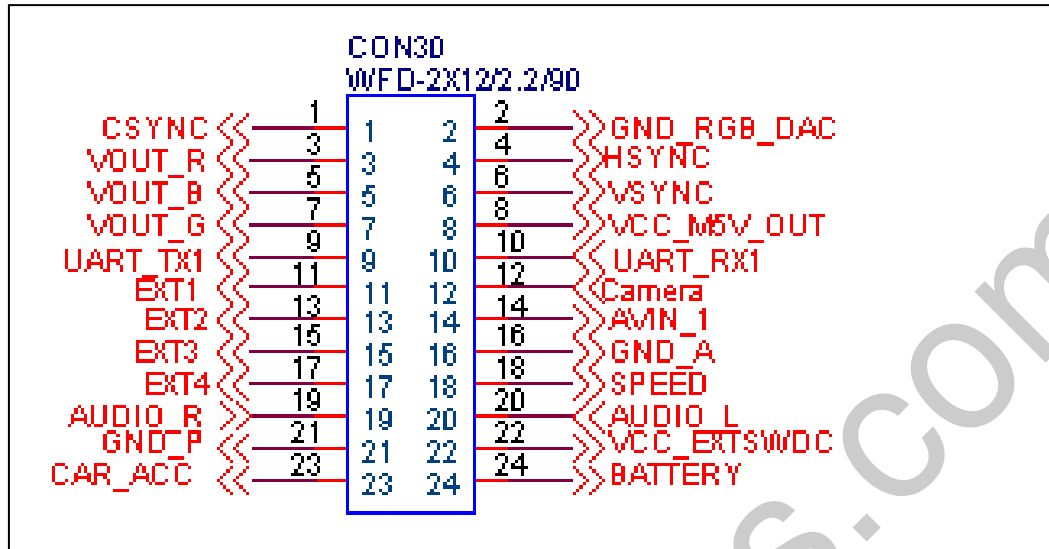 CON30
WFD-2X12/2.2/90
CSYNC 1 1 2 2 GND_RGB_DAC
VOUT_R 3 3 4 4 HSYNC
VOUT_B 5 5 6 6 VSYNC
VOUT_G 7 7 8 8 VCC_M5V_OUT
UART_TX1 9 9 10 10 UART_RX1
EXT1 11 11 12 12 Camera
EXT2 13 13 14 14 AVIN_1
EXT3 15 15 16 16 GND_A
EXT4 17 17 18 18 SPEED
AUDIO_R 19 19 20 20 AUDIO_L
GND_P 21 21 22 22 VCC_EXTSWDC
CAR_ACC 23 23 24 24 BATTERY
s.com